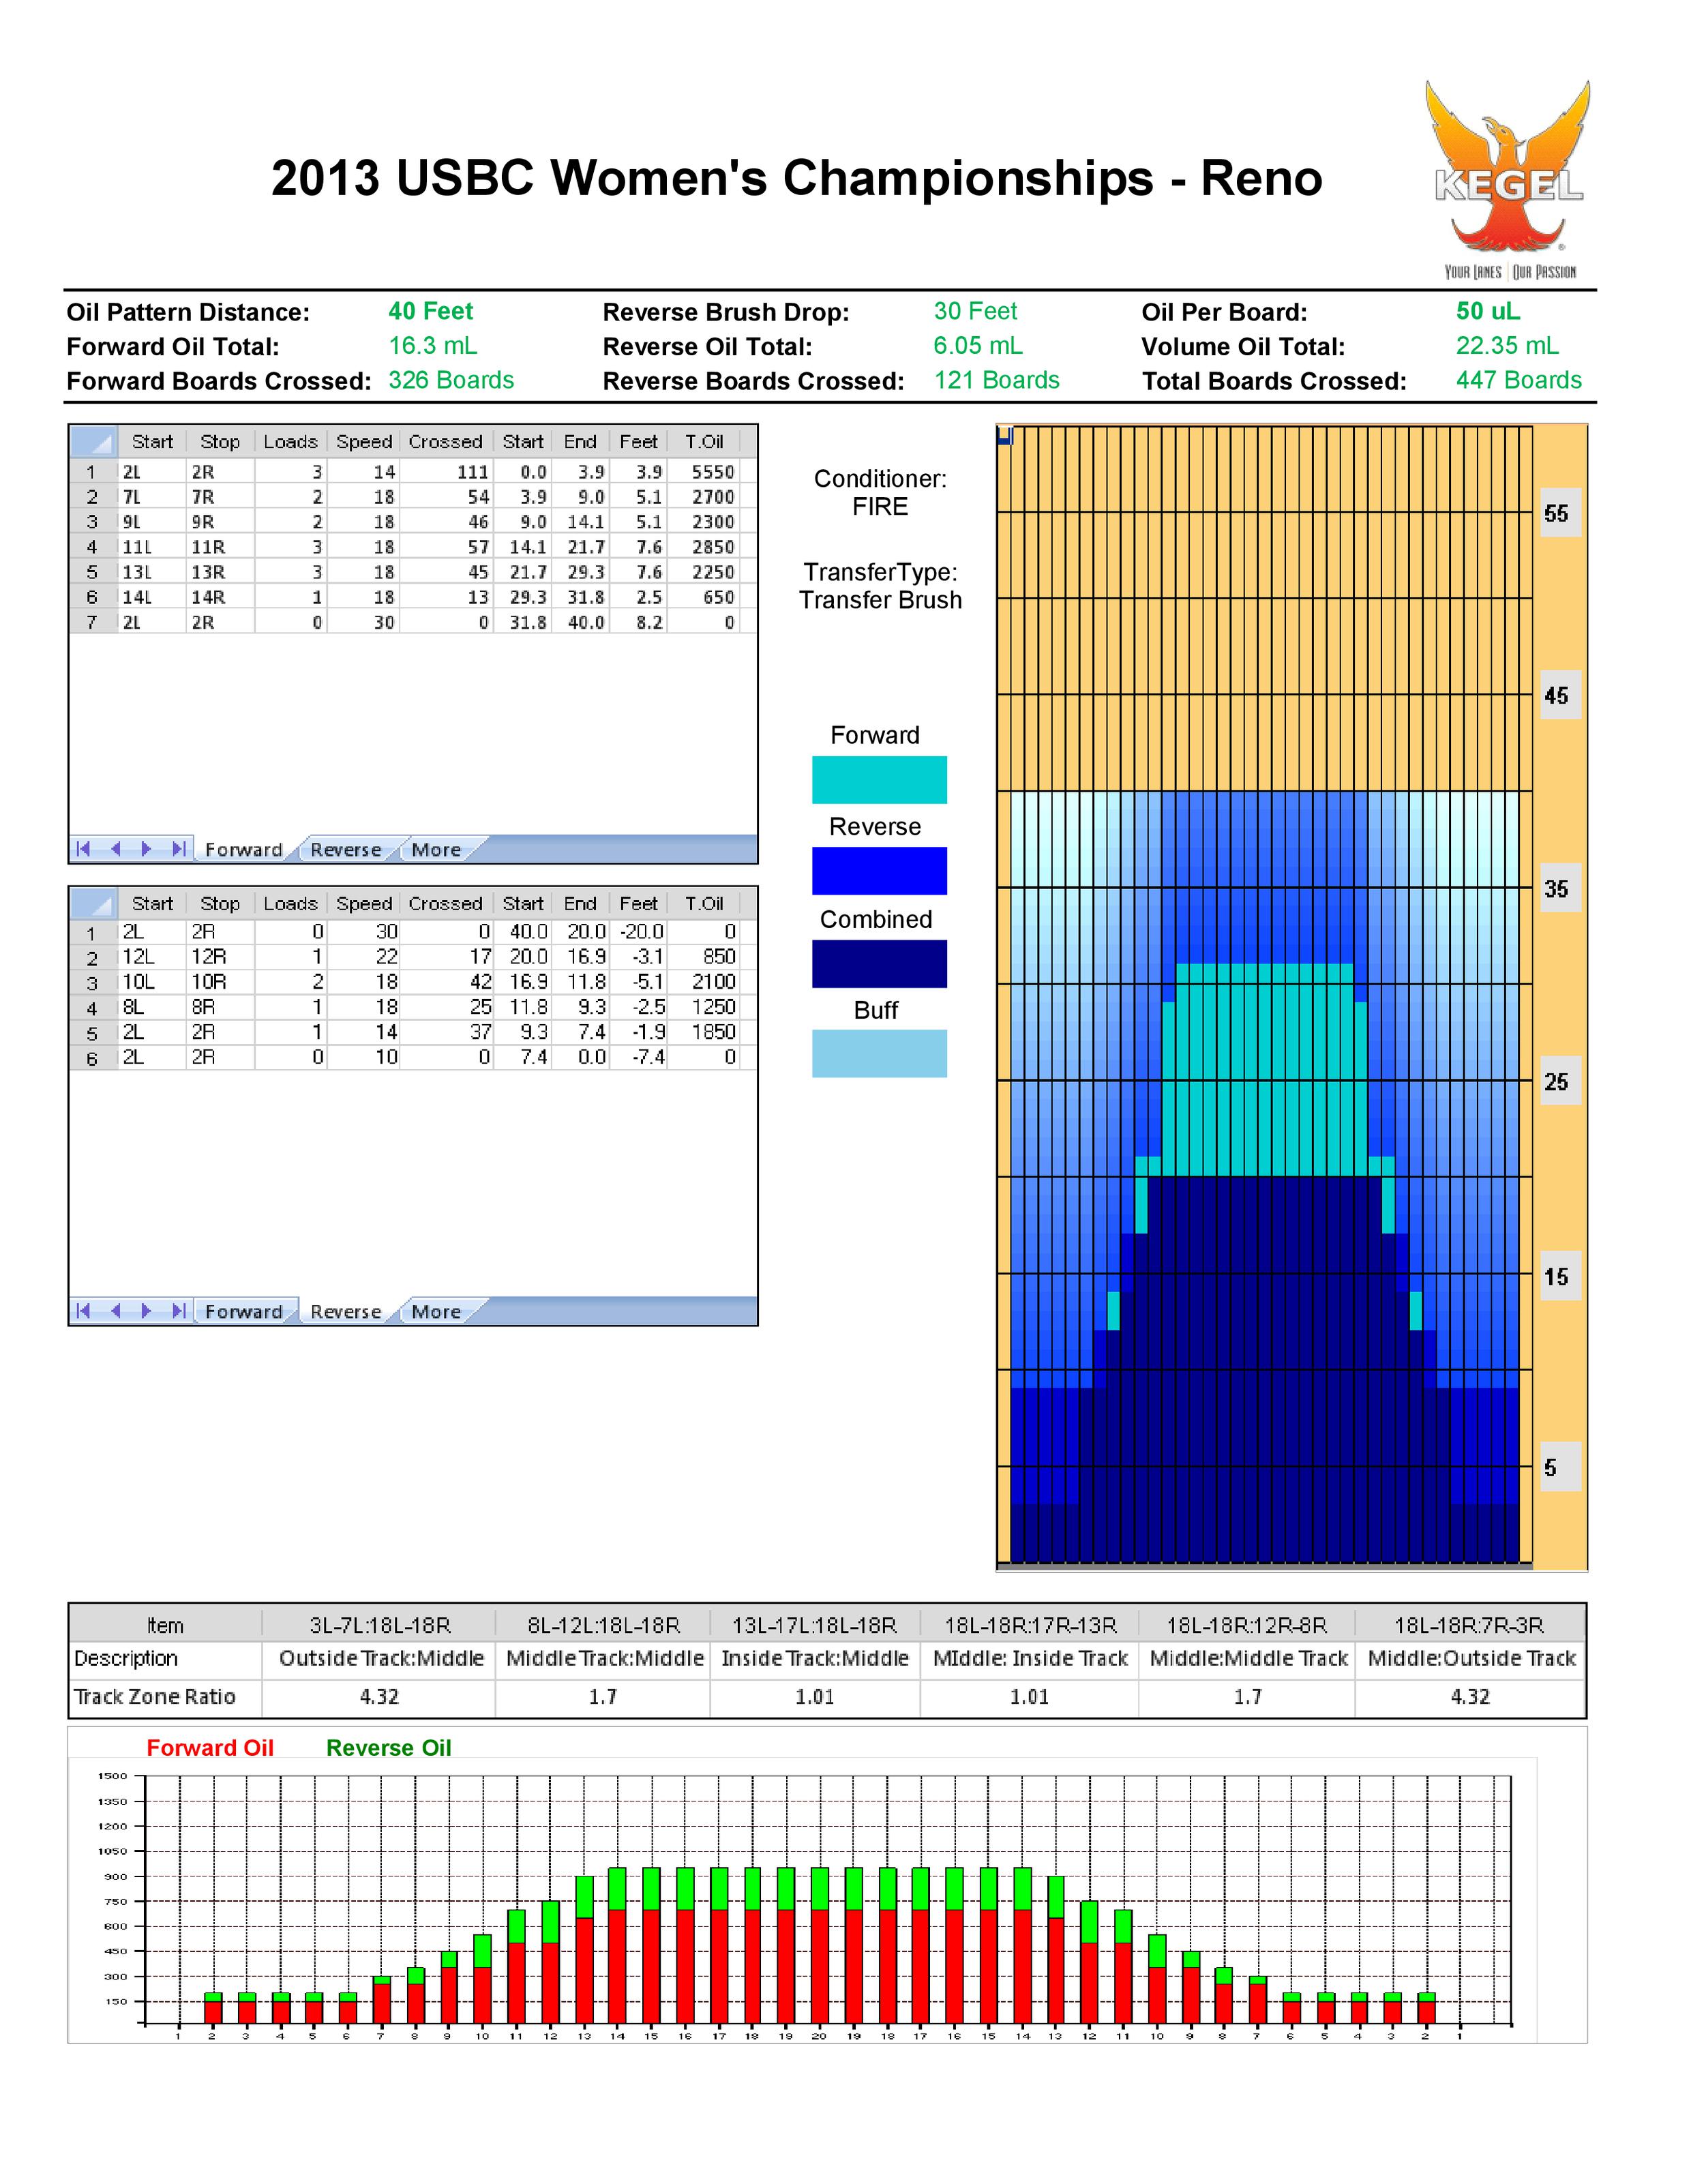 2013 USBC Women's Championships - Reno
KEGEL
YOUR LANES | OUR PASSION
Oil Pattern Distance: 40 Feet Reverse Brush Drop: 30 Feet Oil Per Board: 50 uL
Forward Oil Total: 16.3 mL Reverse Oil Total: 6.05 mL Volume Oil Total: 22.35 mL
Forward Boards Crossed: 326 Boards Reverse Boards Crossed: 121 Boards Total Boards Crossed: 447 Boards
Start Stop Loads Speed Crossed Start End Feet T.Oil
1 2L 2R 3 14 111 0.0 3.9 3.9 5550
2 7L 7R 2 18 54 3.9 9.0 5.1 2700
3 9L 9R 2 18 46 9.0 14.1 5.1 2300
4 11L 11R 3 18 57 14.1 21.7 7.6 2850
5 13L 13R 3 18 45 21.7 29.3 7.6 2250
6 14L 14R 1 18 13 29.3 31.8 2.5 650
7 2L 2R 0 30 0 31.8 40.0 8.2 0
Forward Reverse More
Start Stop Loads Speed Crossed Start End Feet T.Oil
1 2L 2R 0 30 0 40.0 20.0 -20.0 0
2 12L 12R 1 22 17 20.0 16.9 -3.1 850
3 10L 10R 2 18 42 16.9 11.8 -5.1 2100
4 8L 8R 1 18 25 11.8 9.3 -2.5 1250
5 2L 2R 1 14 37 9.3 7.4 -1.9 1850
6 2L 2R 0 10 0 7.4 0.0 -7.4 0
Forward Reverse More
Conditioner:
FIRE
TransferType:
Transfer Brush
Forward
Reverse
Combined
Buff
55
45
35
25
15
5
Item 3L-7L:18L-18R 8L-12L:18L-18R 13L-17L:18L-18R 18L-18R:17R-13R 18L-18R:12R-8R 18L-18R:7R-3R
Description Outside Track:Middle Middle Track:Middle Inside Track:Middle MIddle: Inside Track Middle:Middle Track Middle:Outside Track
Track Zone Ratio 4.32 1.7 1.01 1.01 1.7 4.32
Forward Oil Reverse Oil
1500
1350
1200
1050
900
750
600
450
300
150
1 2 3 4 5 6 7 8 9 10 11 12 13 14 15 16 17 18 19 20 19 18 17 16 15 14 13 12 11 10 9 8 7 6 5 4 3 2 1